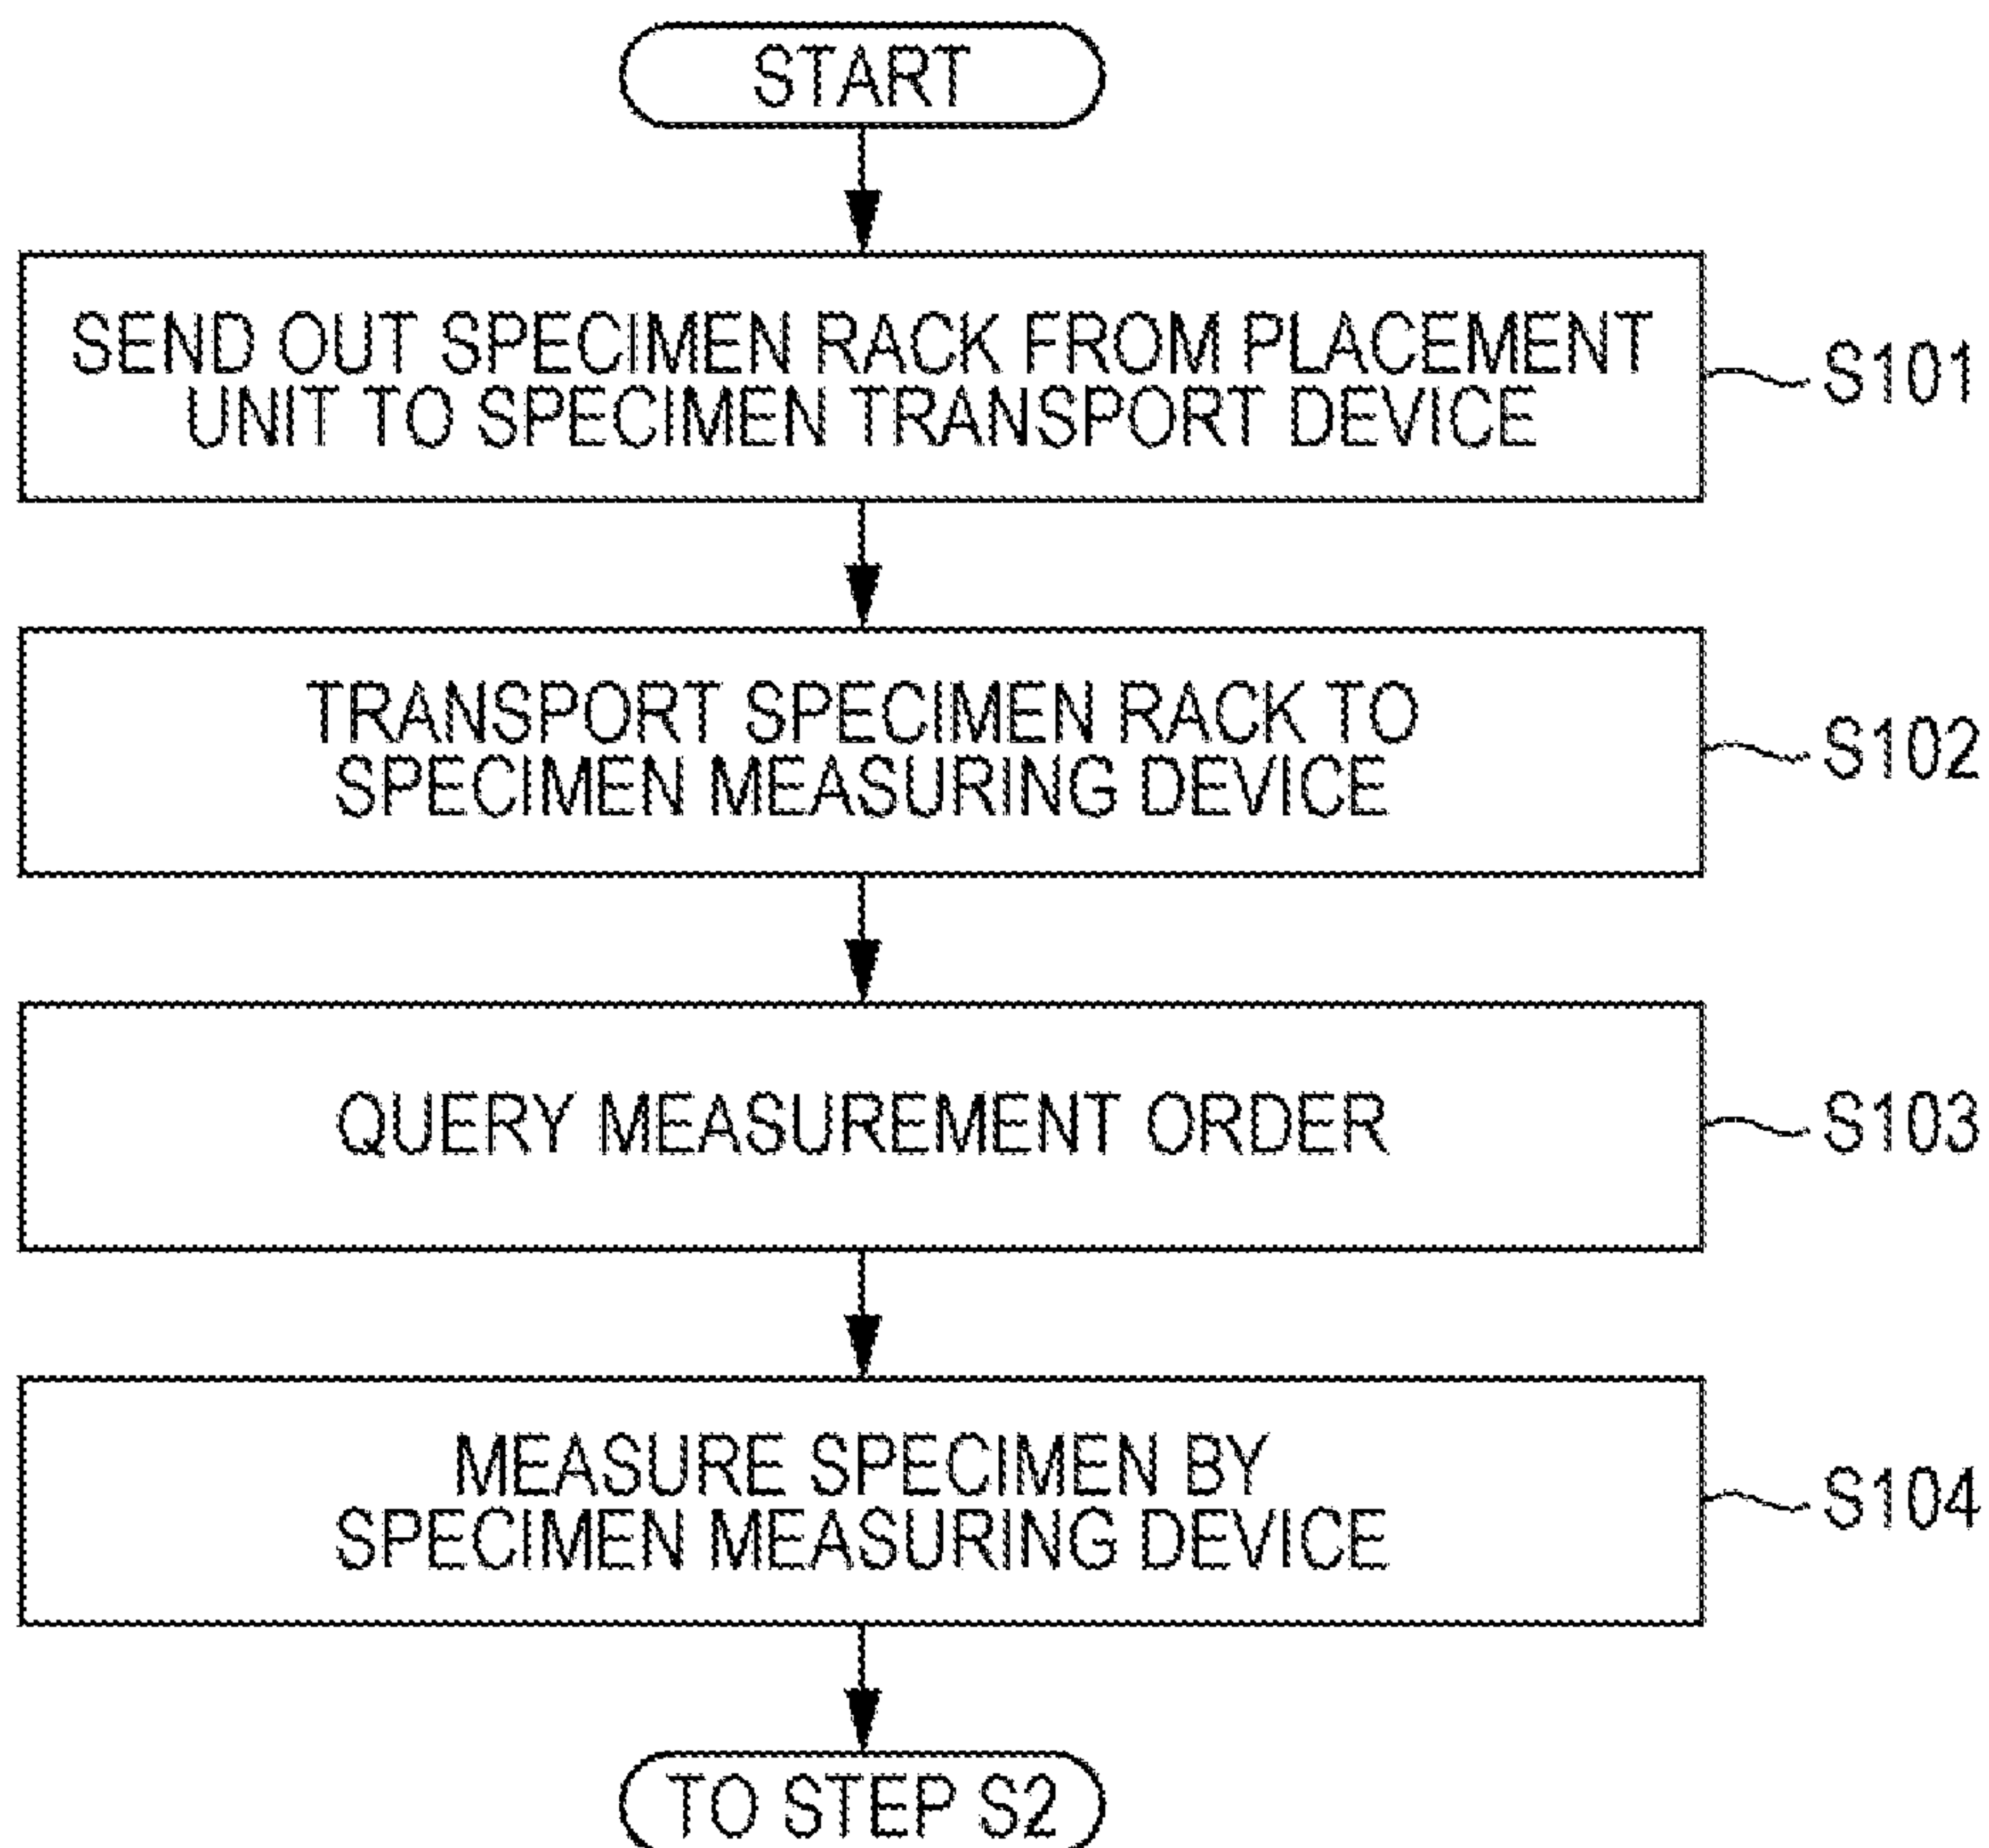 START
SEND OUT SPECIMEN RACK FROM PLACEMENT
UNIT TO SPECIMEN TRANSPORT DEVICE
S101
TRANSPORT SPECIMEN RACK TO
SPECIMEN MEASURING DEVICE
S102
QUERY MEASUREMENT ORDER
S103
MEASURE SPECIMEN BY
SPECIMEN MEASURING DEVICE
S104
TO STEP S2